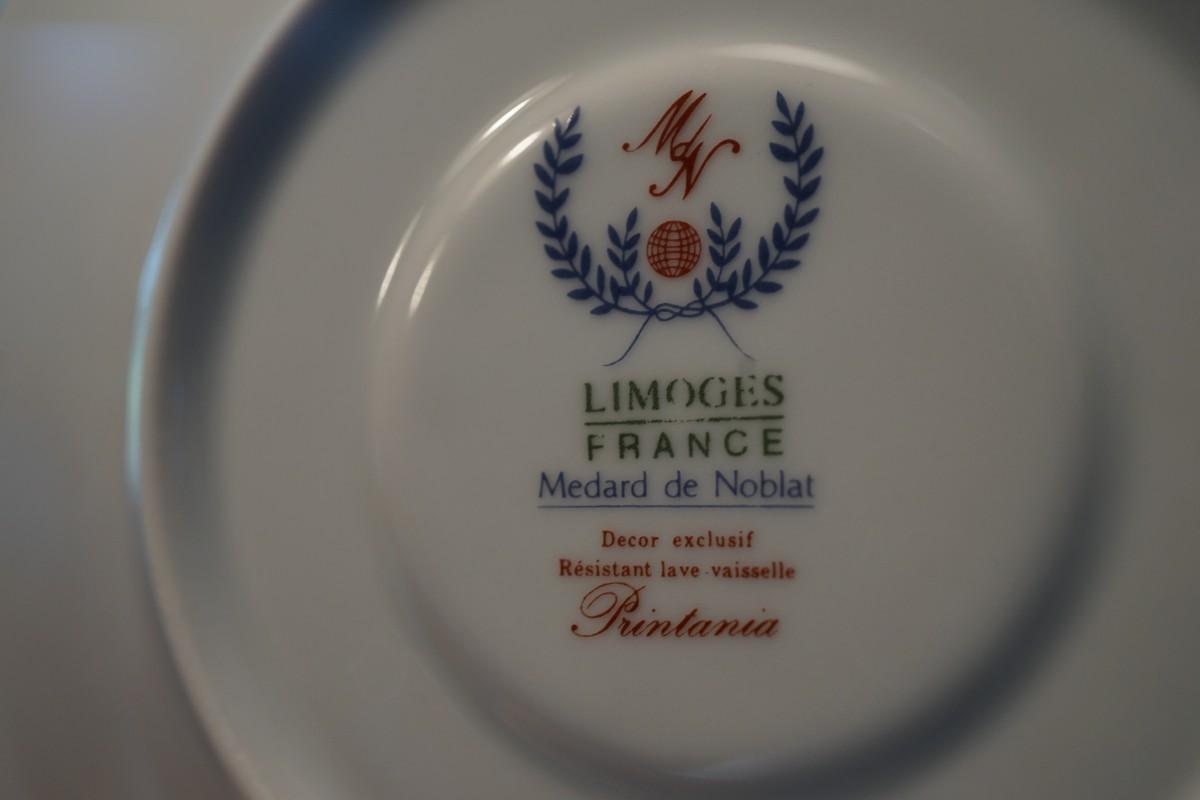 MdN
LIMOGES
FRANCE
Medard de Noblat
Decor exclusif
Résistant lave-vaisselle
Printania